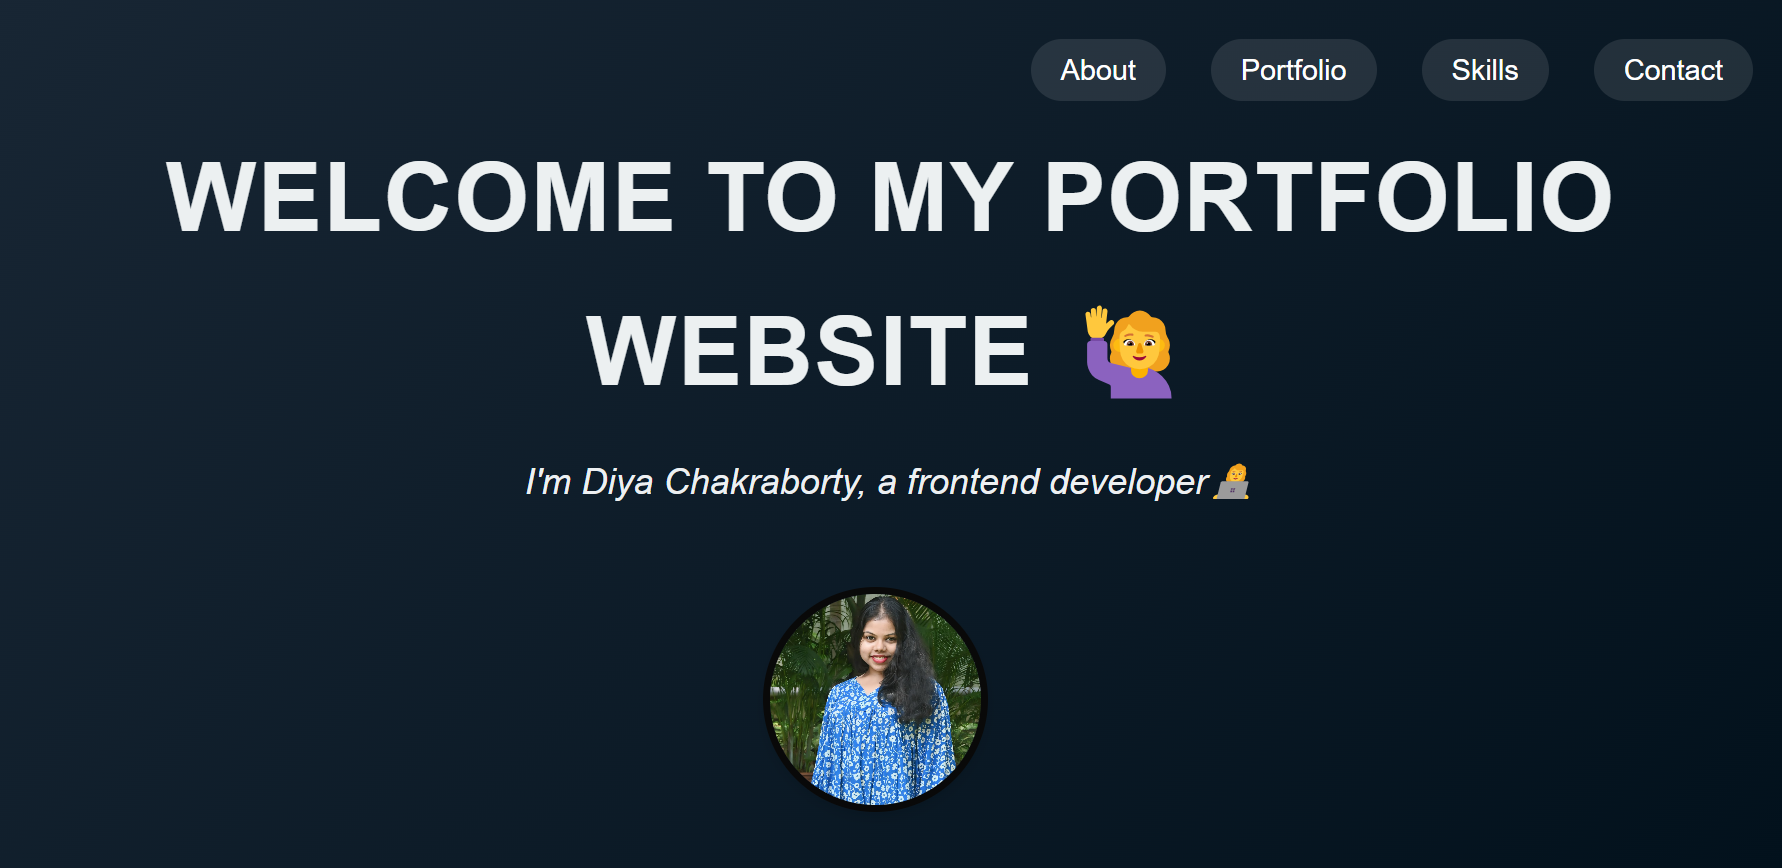 About Portfolio Skills Contact
WELCOME TO MY PORTFOLIO
WEBSITE 🙋‍♀️
I'm Diya Chakraborty, a frontend developer 👩‍💻